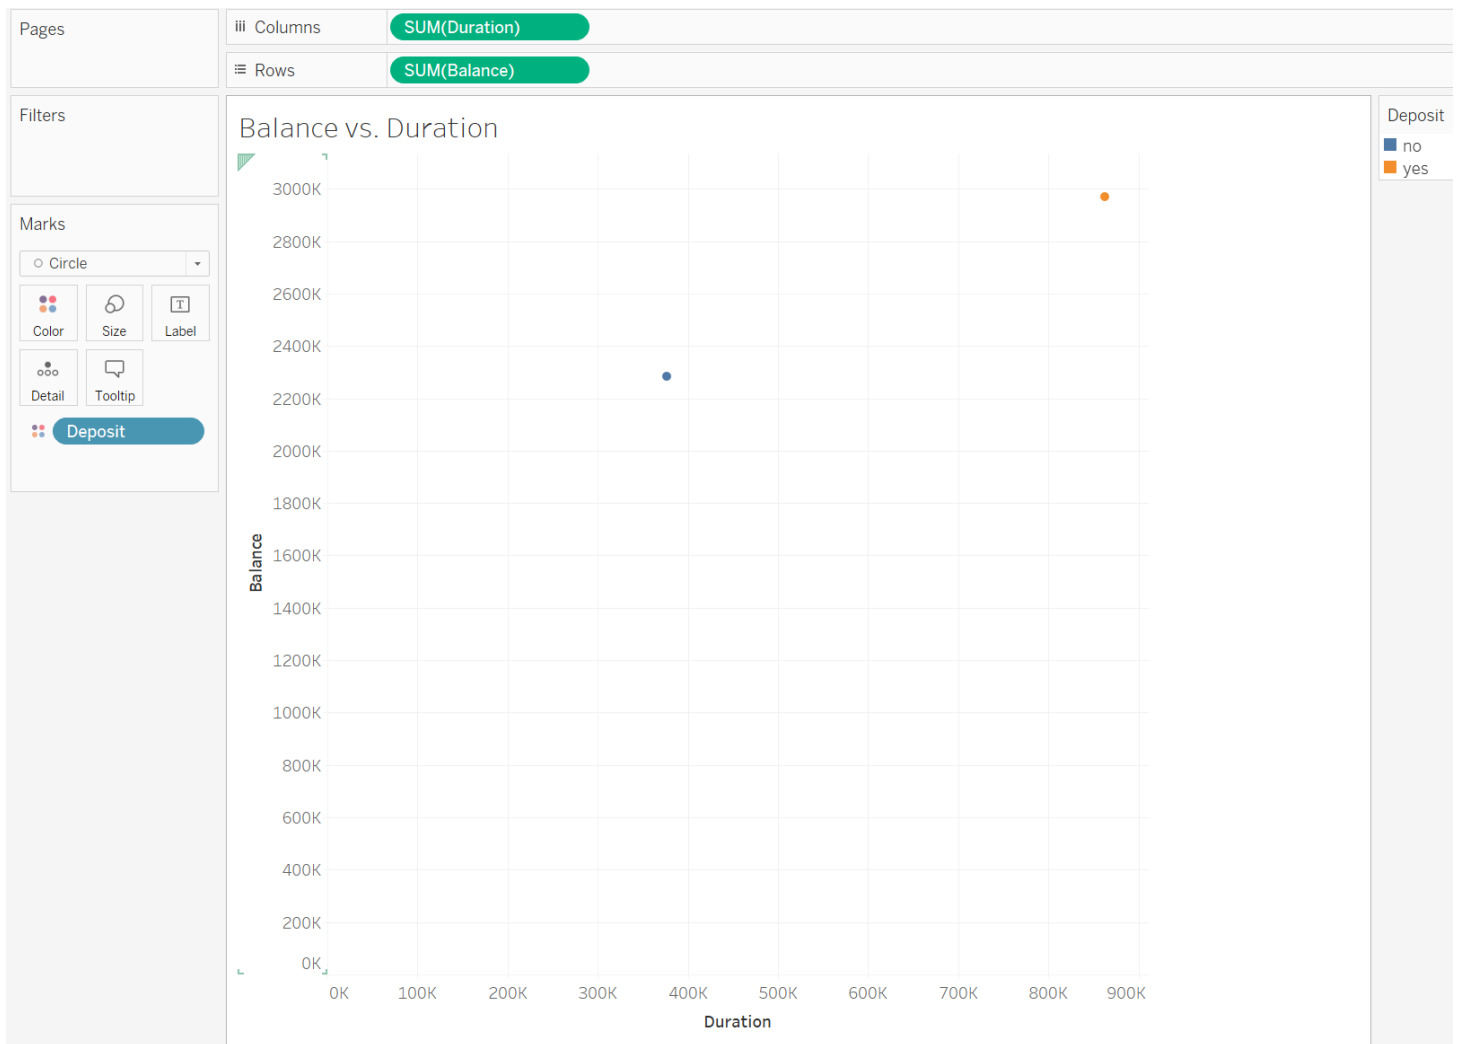 Pages
Columns
SUM(Duration)
Rows
SUM(Balance)
Filters
Marks
Circle
Color
Size
T
Label
Detail
Tooltip
Deposit
Balance vs. Duration
3000K
2800K
2600K
2400K
2200K
2000K
1800K
1600K
1400K
1200K
1000K
800K
600K
400K
200K
0K
Balance
0K 100K 200K 300K 400K 500K 600K 700K 800K 900K
Duration
Deposit
no
yes